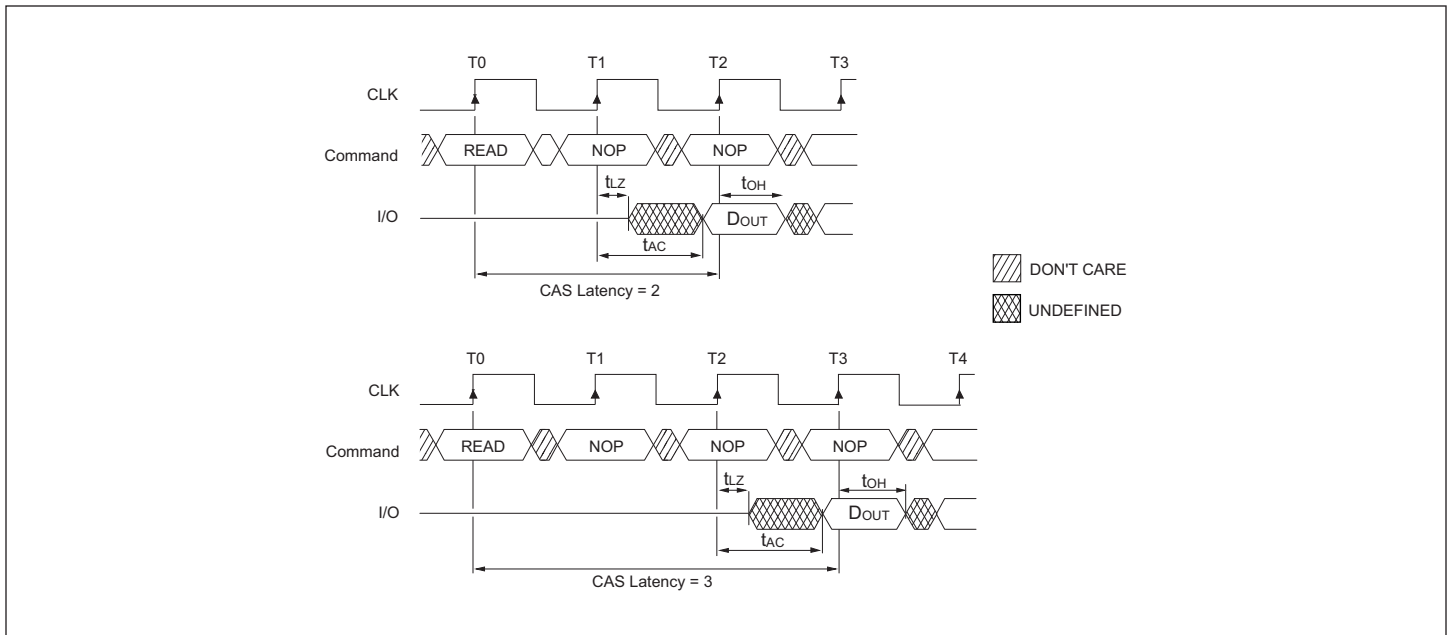 T0 T1 T2 T3
CLK
Command READ NOP NOP
tLZ tOH
I/O DOUT
tAC
CAS Latency = 2
DON'T CARE
UNDEFINED
T0 T1 T2 T3 T4
CLK
Command READ NOP NOP NOP
tLZ tOH
I/O DOUT
tAC
CAS Latency = 3